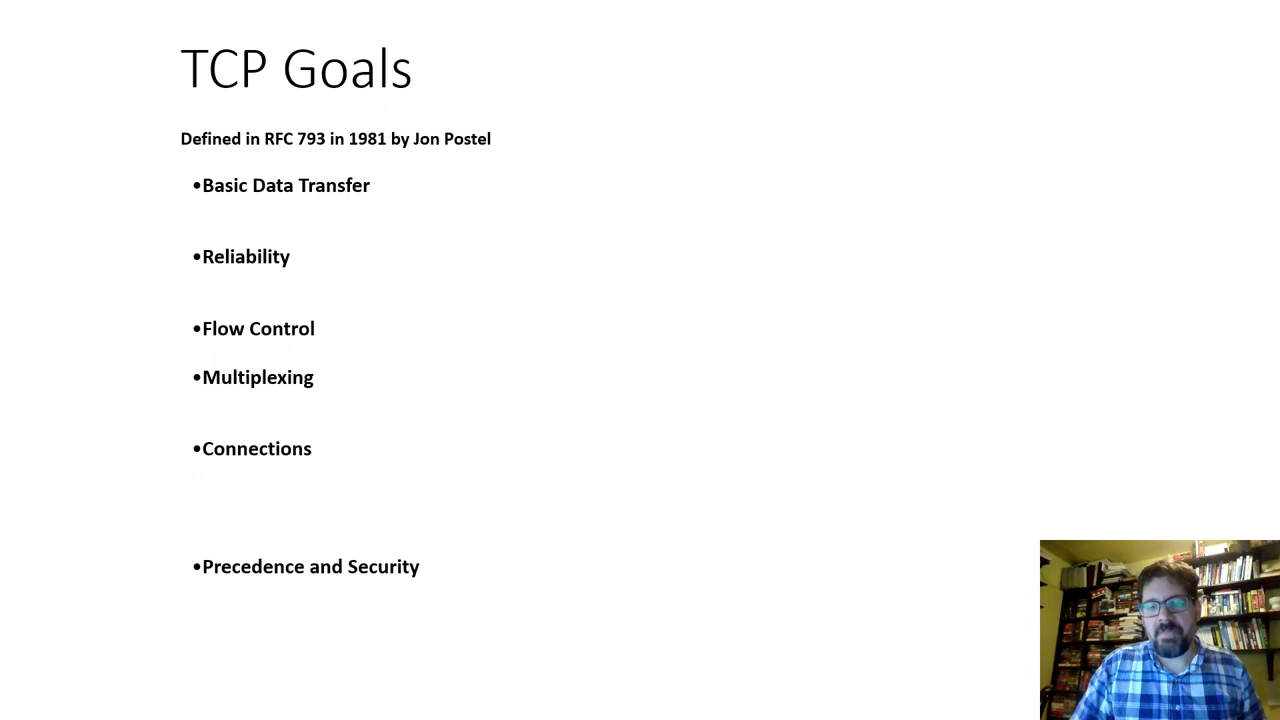 TCP Goals
Defined in RFC 793 in 1981 by Jon Postel
•Basic Data Transfer
•Reliability
•Flow Control
•Multiplexing
•Connections
•Precedence and Security